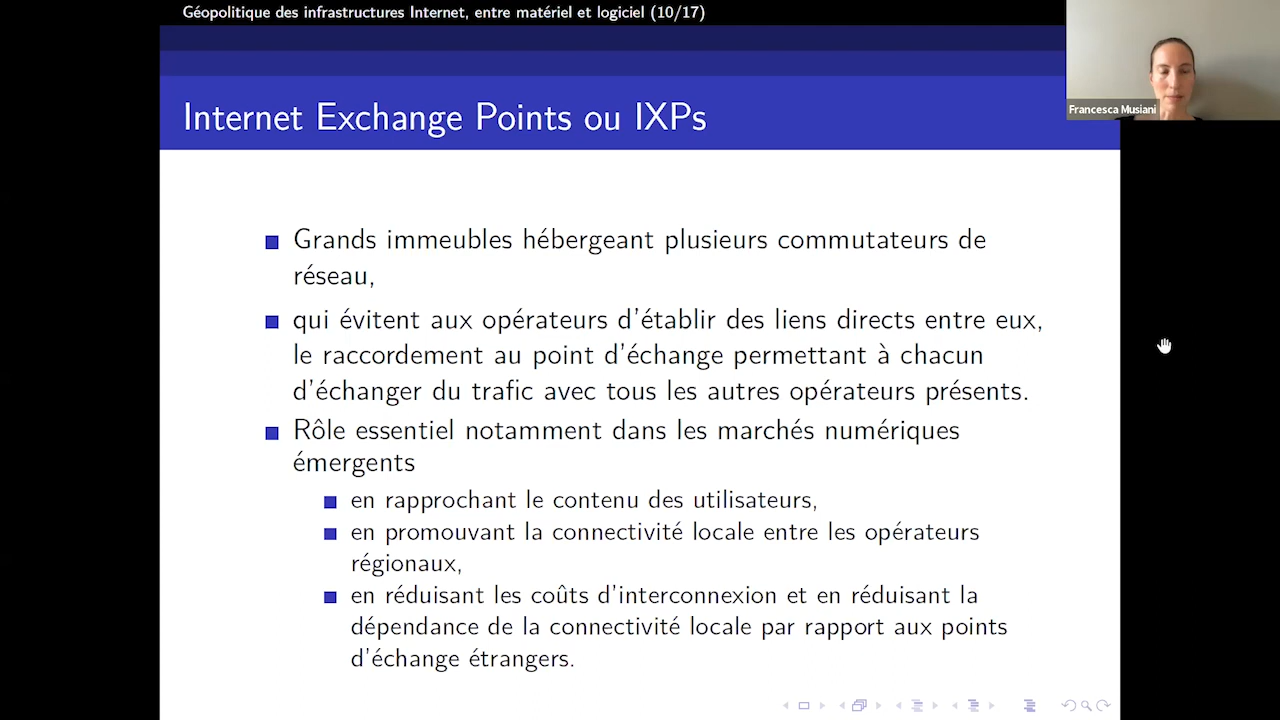 Géopolitique des infrastructures Internet, entre matériel et logiciel (10/17)
Francesca Musiani
Internet Exchange Points ou IXPs
Grands immeubles hébergeant plusieurs commutateurs de
réseau,
qui évitent aux opérateurs d'établir des liens directs entre eux,
le raccordement au point d'échange permettant à chacun
d'échanger du trafic avec tous les autres opérateurs présents.
Rôle essentiel notamment dans les marchés numériques
émergents
en rapprochant le contenu des utilisateurs,
en promouvant la connectivité locale entre les opérateurs
régionaux,
en réduisant les coûts d'interconnexion et en réduisant la
dépendance de la connectivité locale par rapport aux points
d'échange étrangers.